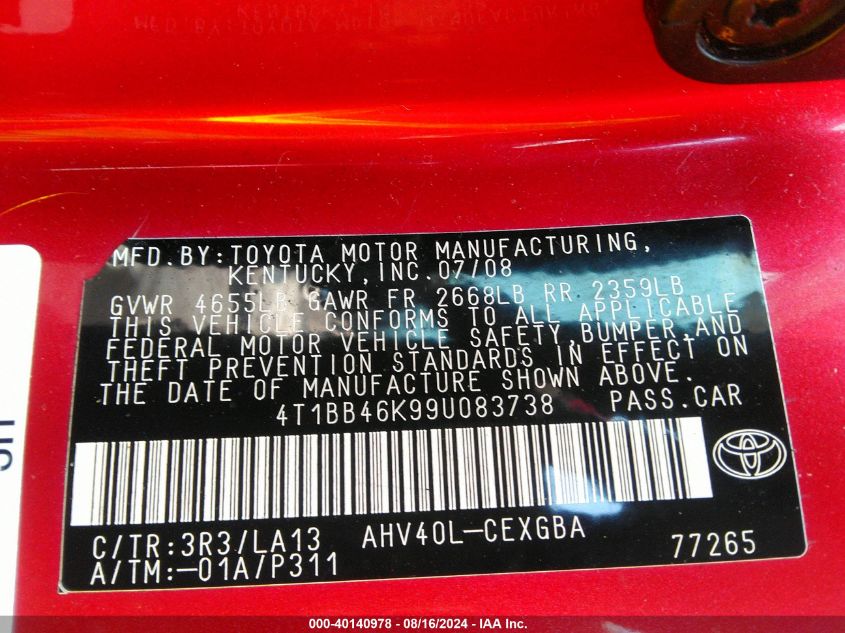 MFD.BY:TOYOTA MOTOR MANUFACTURING,
KENTUCKY,INC.07/08
GVWR 4655LB GAWR FR 2668LB RR 2359LB
THIS VEHICLE CONFORMS TO ALL APPLICABLE
FEDERAL MOTOR VEHICLE SAFETY,BUMPER,AND
THEFT PREVENTION STANDARDS IN EFFECT ON
THE DATE OF MANUFACTURE SHOWN ABOVE.
4T1BB46K99U083738 PASS.CAR
C/TR:3R3/LA13 AHV40L-CEXGBA
A/TM:-01A/P311 77265
000-40140978 - 08/16/2024 - IAA Inc.